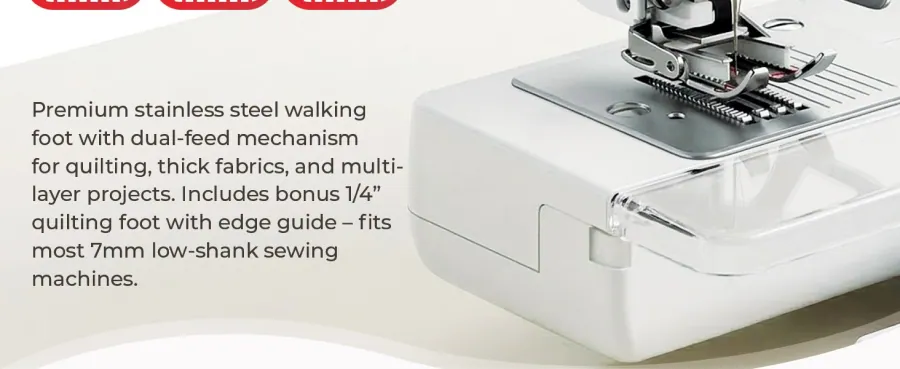 Premium stainless steel walking
foot with dual-feed mechanism
for quilting, thick fabrics, and multi-
layer projects. Includes bonus 1/4”
quilting foot with edge guide – fits
most 7mm low-shank sewing
machines.